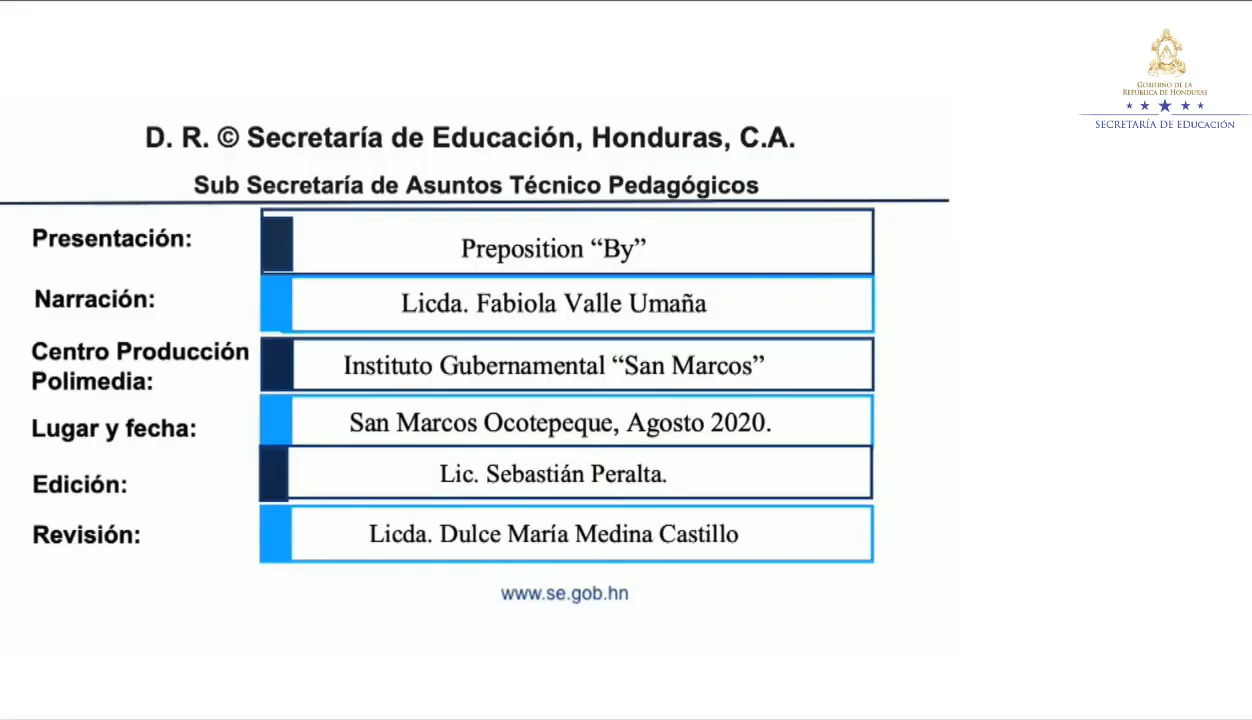 GOBIERNO DE LA
REPÚBLICA DE HONDURAS
SECRETARÍA DE EDUCACIÓN
D. R. © Secretaría de Educación, Honduras, C.A.
Sub Secretaría de Asuntos Técnico Pedagógicos
Presentación: Preposition “By”
Narración: Licda. Fabiola Valle Umaña
Centro Producción
Polimedia: Instituto Gubernamental “San Marcos”
Lugar y fecha: San Marcos Ocotepeque, Agosto 2020.
Edición: Lic. Sebastián Peralta.
Revisión: Licda. Dulce María Medina Castillo
www.se.gob.hn